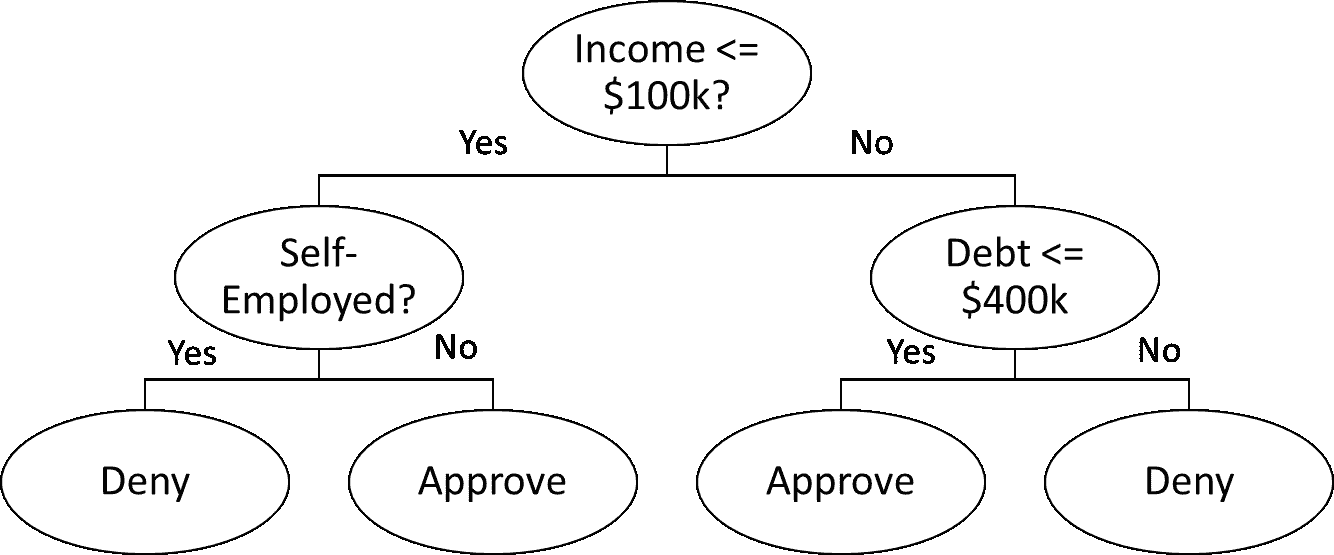 Income <=
$100k?
Yes
No
Self-
Employed?
Debt <=
$400k
Yes
No
Yes
No
Deny
Approve
Approve
Deny